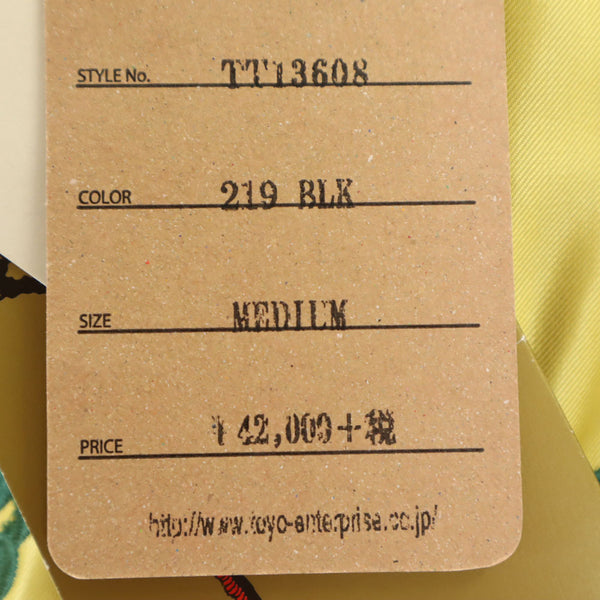 STYLE No. TT13608
COLOR 219 BLK
SIZE MEDIUM
PRICE ¥42,000+税
http://www.toyo-enterprise.co.jp/